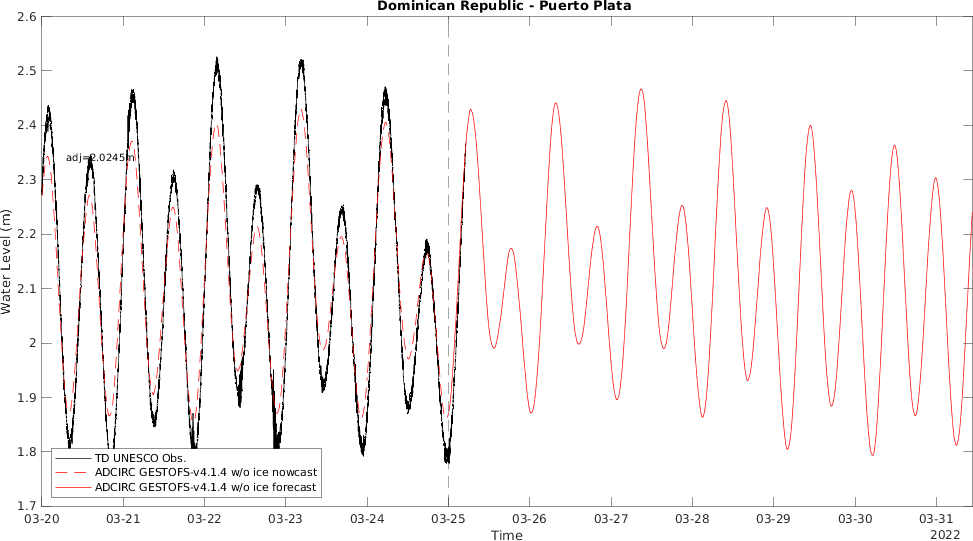 Dominican Republic - Puerto Plata
2.6
2.5
2.4
2.3
2.2
2.1
2
1.9
1.8
1.7
Water Level (m)
adj=2.0245m
TD UNESCO Obs.
ADCIRC GESTOFS-v4.1.4 w/o ice nowcast
ADCIRC GESTOFS-v4.1.4 w/o ice forecast
03-20 03-21 03-22 03-23 03-24 03-25 03-26 03-27 03-28 03-29 03-30 03-31
Time 2022